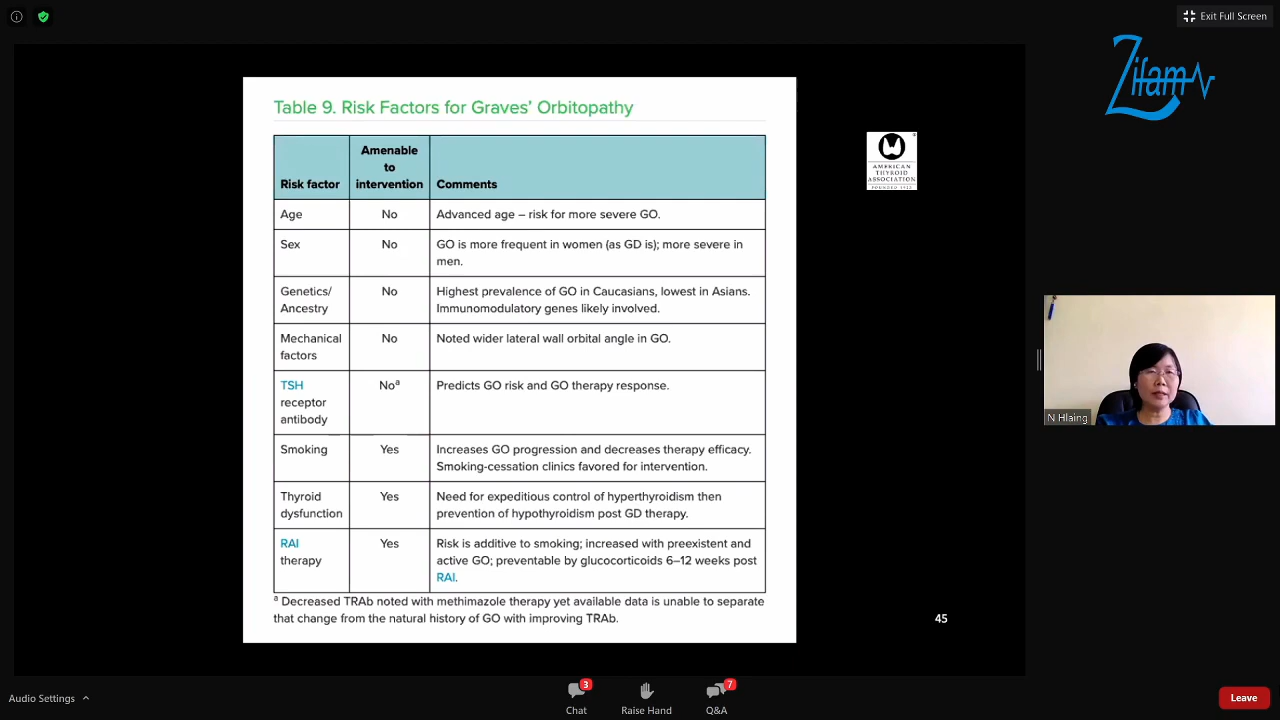 Exit Full Screen
Zifam
Table 9. Risk Factors for Graves' Orbitopathy
Risk factor
Amenable
to
intervention
Comments
Age
No
Advanced age – risk for more severe GO.
Sex
No
GO is more frequent in women (as GD is); more severe in
men.
Genetics/
Ancestry
No
Highest prevalence of GO in Caucasians, lowest in Asians.
Immunomodulatory genes likely involved.
Mechanical
factors
No
Noted wider lateral wall orbital angle in GO.
TSH
receptor
antibody
Noᵃ
Predicts GO risk and GO therapy response.
Smoking
Yes
Increases GO progression and decreases therapy efficacy.
Smoking-cessation clinics favored for intervention.
Thyroid
dysfunction
Yes
Need for expeditious control of hyperthyroidism then
prevention of hypothyroidism post GD therapy.
RAI
therapy
Yes
Risk is additive to smoking; increased with preexistent and
active GO; preventable by glucocorticoids 6–12 weeks post
RAI.
ᵃ Decreased TRAb noted with methimazole therapy yet available data is unable to separate
that change from the natural history of GO with improving TRAb.
AMERICAN
THYROID
ASSOCIATION
FOUNDED 1923
45
N Hlaing
Audio Settings
3
Chat
Raise Hand
7
Q&A
Leave